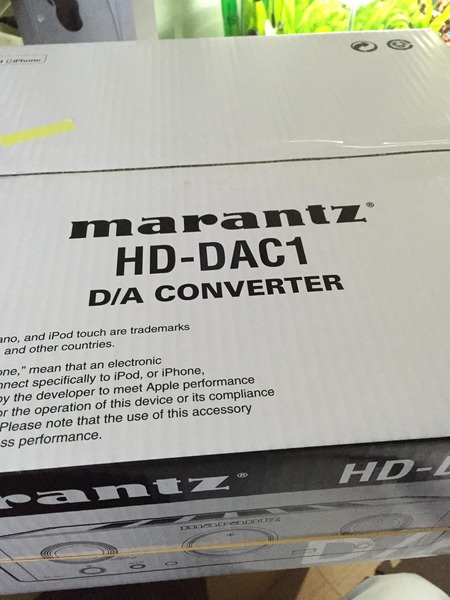 iPhone
marantz®
HD-DAC1
D/A CONVERTER
ano, and iPod touch are trademarks
and other countries.
one," mean that an electronic
nnect specifically to iPod, or iPhone,
by the developer to meet Apple performance
or the operation of this device or its compliance
Please note that the use of this accessory
ss performance.
rantz®
HD-D
marantz